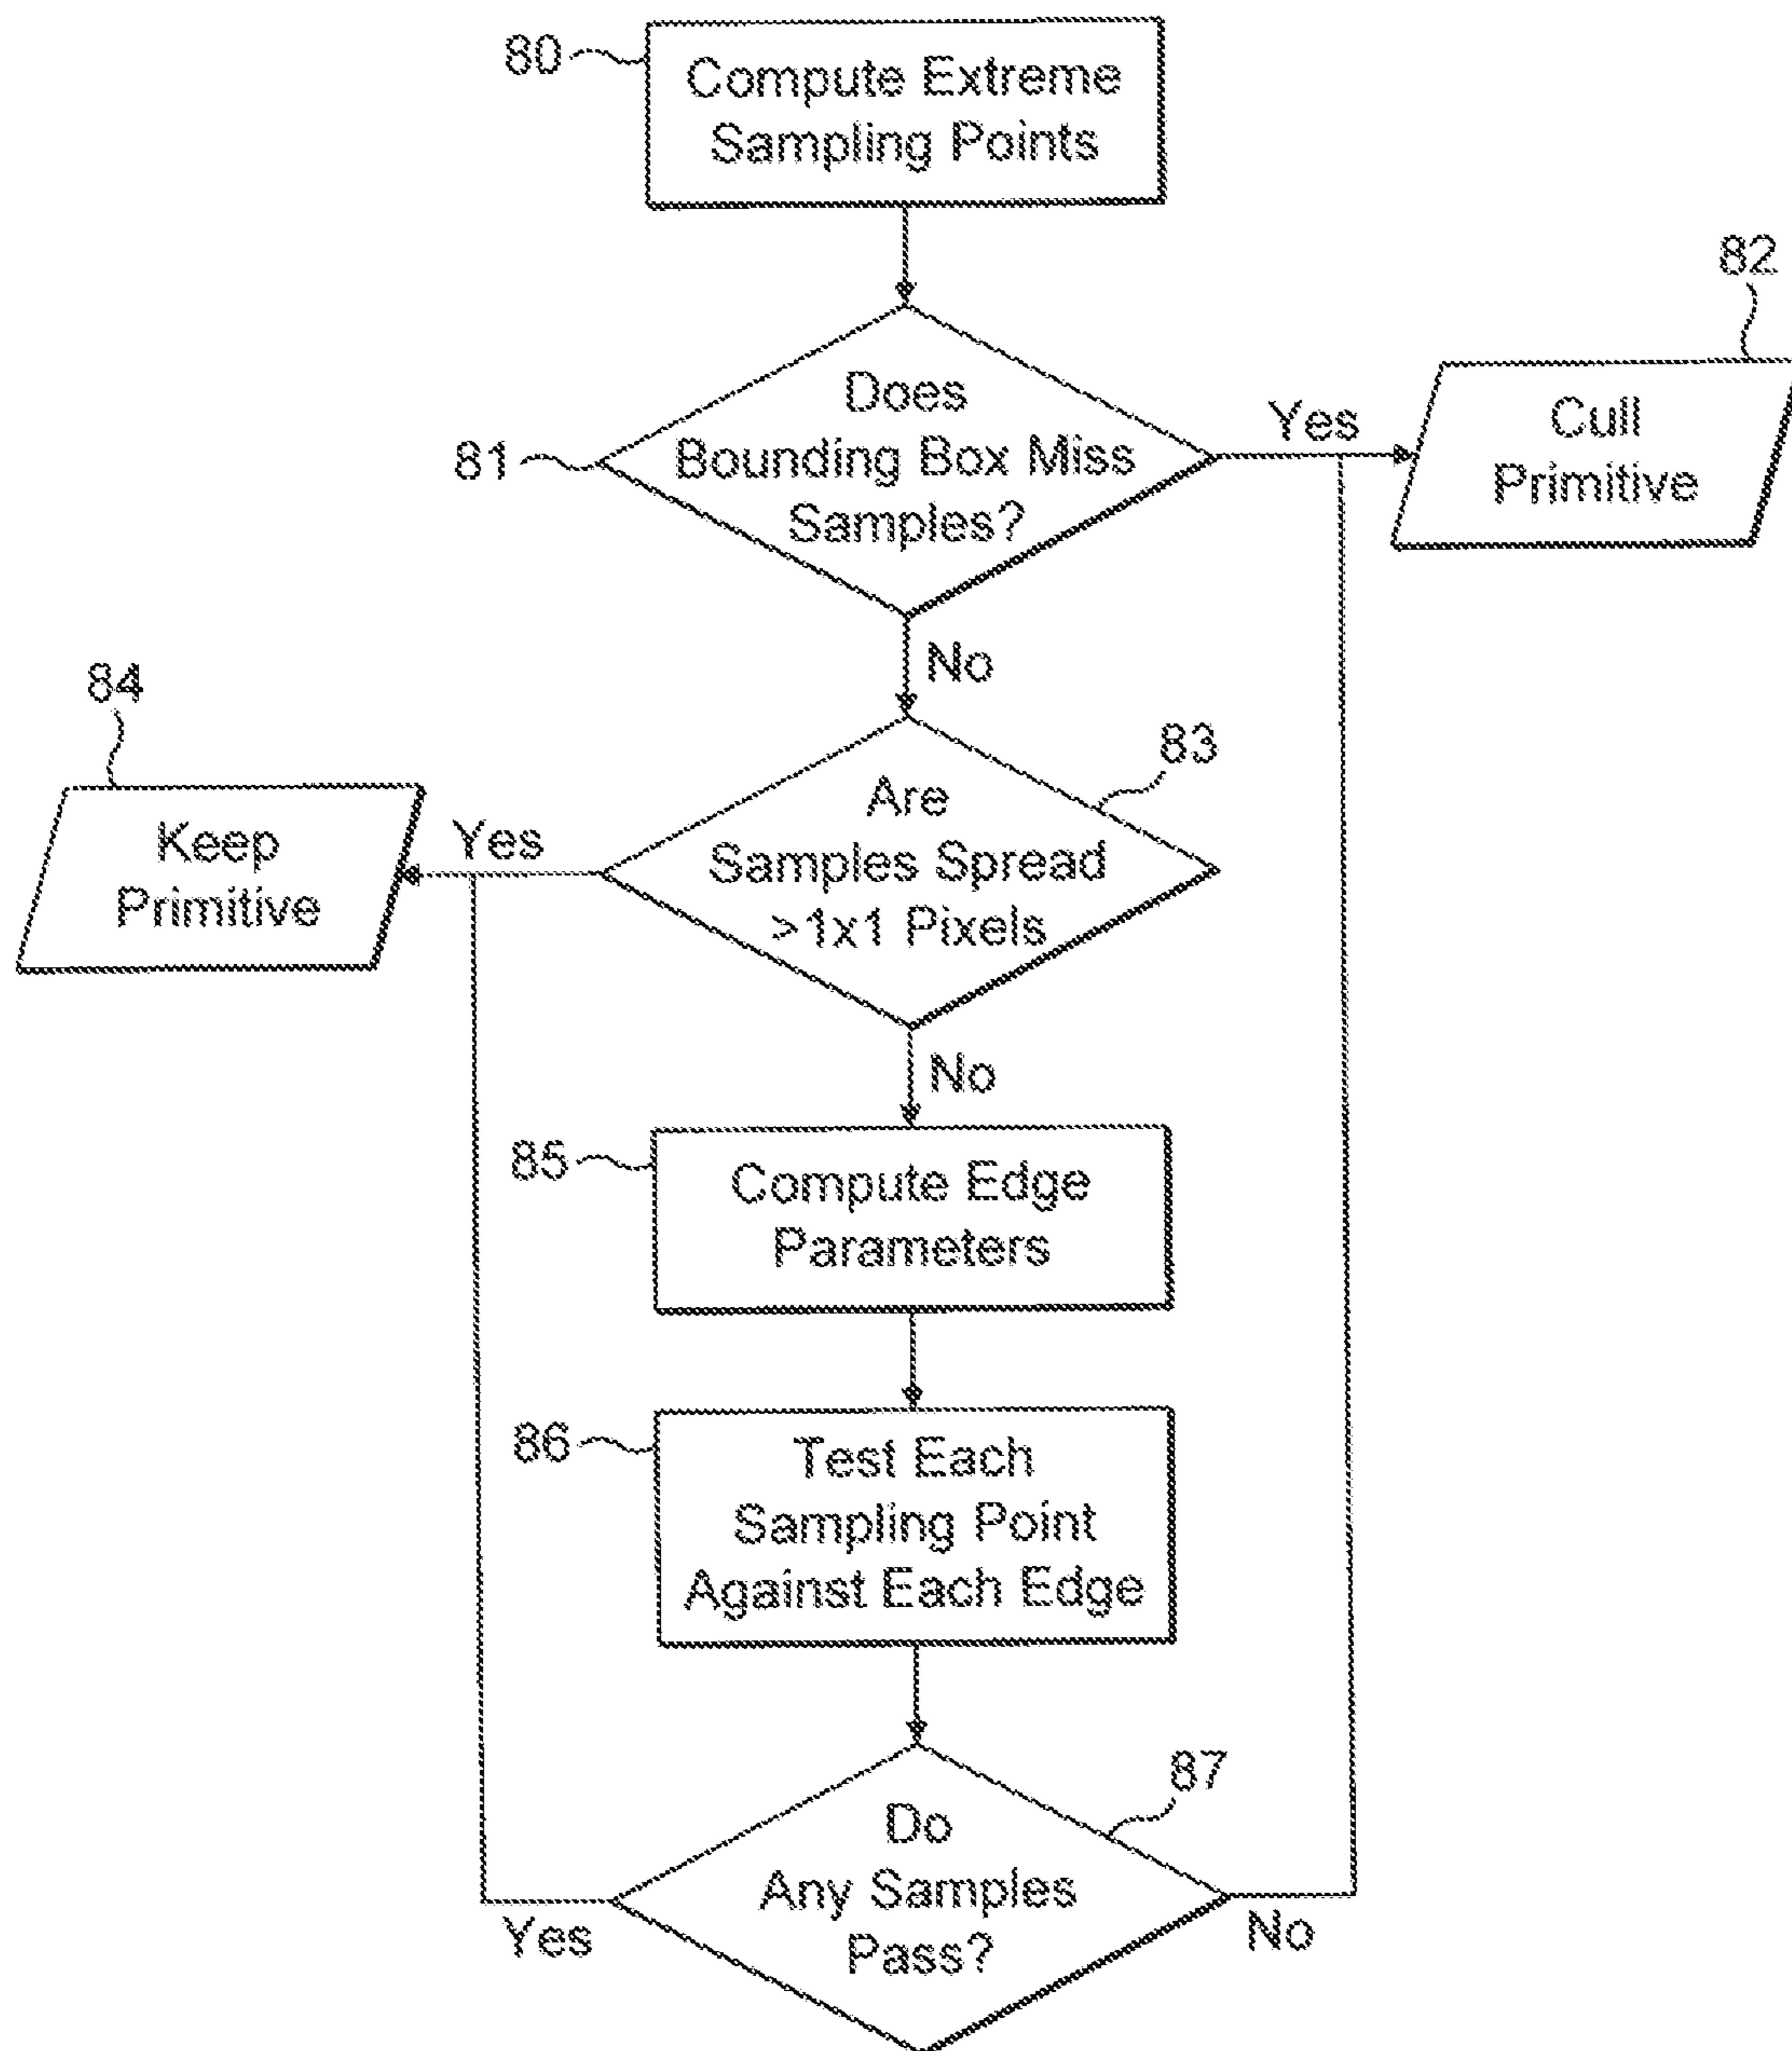 80
Compute Extreme
Sampling Points
82
Does
Bounding Box Miss
Samples?
81
Yes
Cull
Primitive
No
84
83
Are
Samples Spread
>1x1 Pixels
Yes
Keep
Primitive
No
85
Compute Edge
Parameters
86
Test Each
Sampling Point
Against Each Edge
87
Do
Any Samples
Pass?
Yes
No